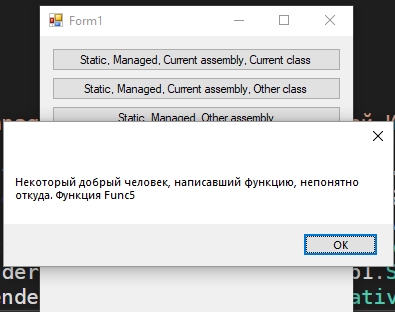 Form1
Static, Managed, Current assembly, Current class
Static, Managed, Current assembly, Other class
Static, Managed, Other assembly
Некоторый добрый человек, написавший функцию, непонятно
откуда. Функция Func5
OK